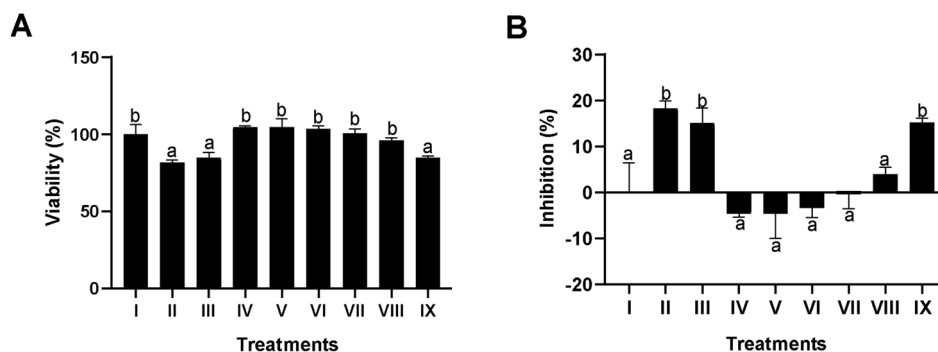 A
Viability (%)
150
100
50
0
b
a
a
b
b
b
b
b
a
I II III IV V VI VII VIII IX
Treatments
B
Inhibition (%)
30
20
10
0
-10
-20
a
b
b
a
a
a
a
b
b
I II III IV V VI VII VIII IX
Treatments